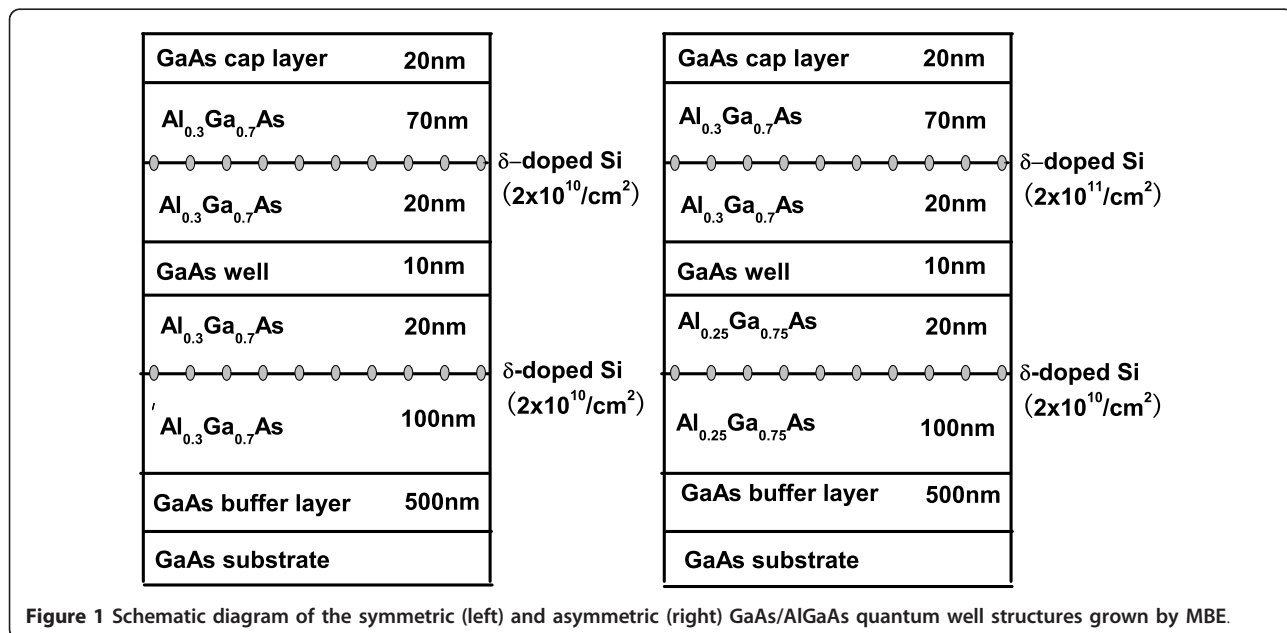 GaAs cap layer 20nm
Al0.3Ga0.7As 70nm
δ–doped Si
(2x10^10/cm^2)
Al0.3Ga0.7As 20nm
GaAs well 10nm
Al0.3Ga0.7As 20nm
δ-doped Si
(2x10^10/cm^2)
Al0.3Ga0.7As 100nm
GaAs buffer layer 500nm
GaAs substrate
GaAs cap layer 20nm
Al0.3Ga0.7As 70nm
δ–doped Si
(2x10^11/cm^2)
Al0.3Ga0.7As 20nm
GaAs well 10nm
Al0.25Ga0.75As 20nm
δ-doped Si
(2x10^10/cm^2)
Al0.25Ga0.75As 100nm
GaAs buffer layer 500nm
GaAs substrate
Figure 1 Schematic diagram of the symmetric (left) and asymmetric (right) GaAs/AlGaAs quantum well structures grown by MBE.